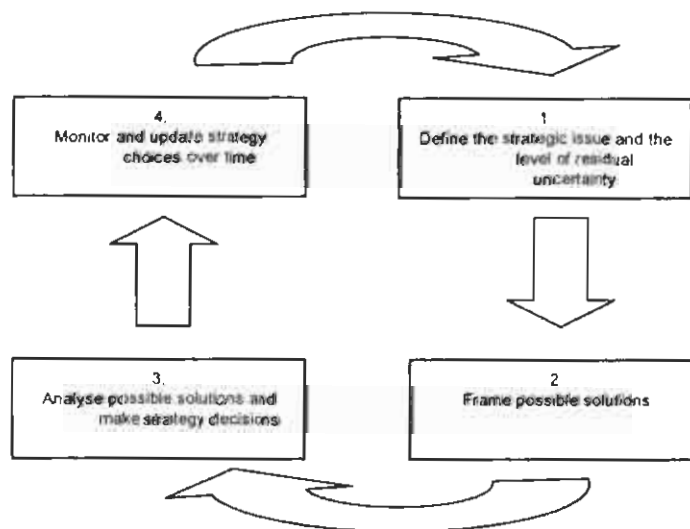 1
Define the strategic issue and the
level of residual
uncertainty
2
Frame possible solutions
3.
Analyse possible solutions and
make strategy decisions
4.
Monitor and update strategy
choices over time